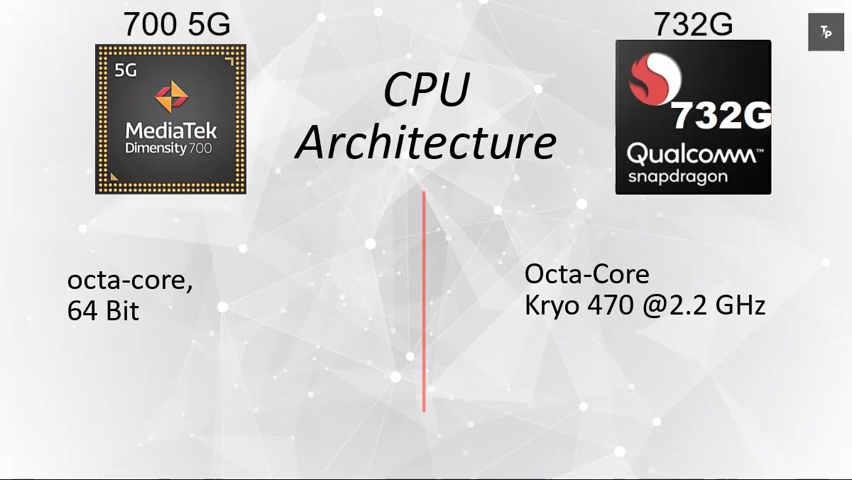 700 5G
732G
5G
MediaTek
Dimensity 700
CPU
Architecture
732G
Qualcomm™
snapdragon
TP
octa-core,
64 Bit
Octa-Core
Kryo 470 @2.2 GHz